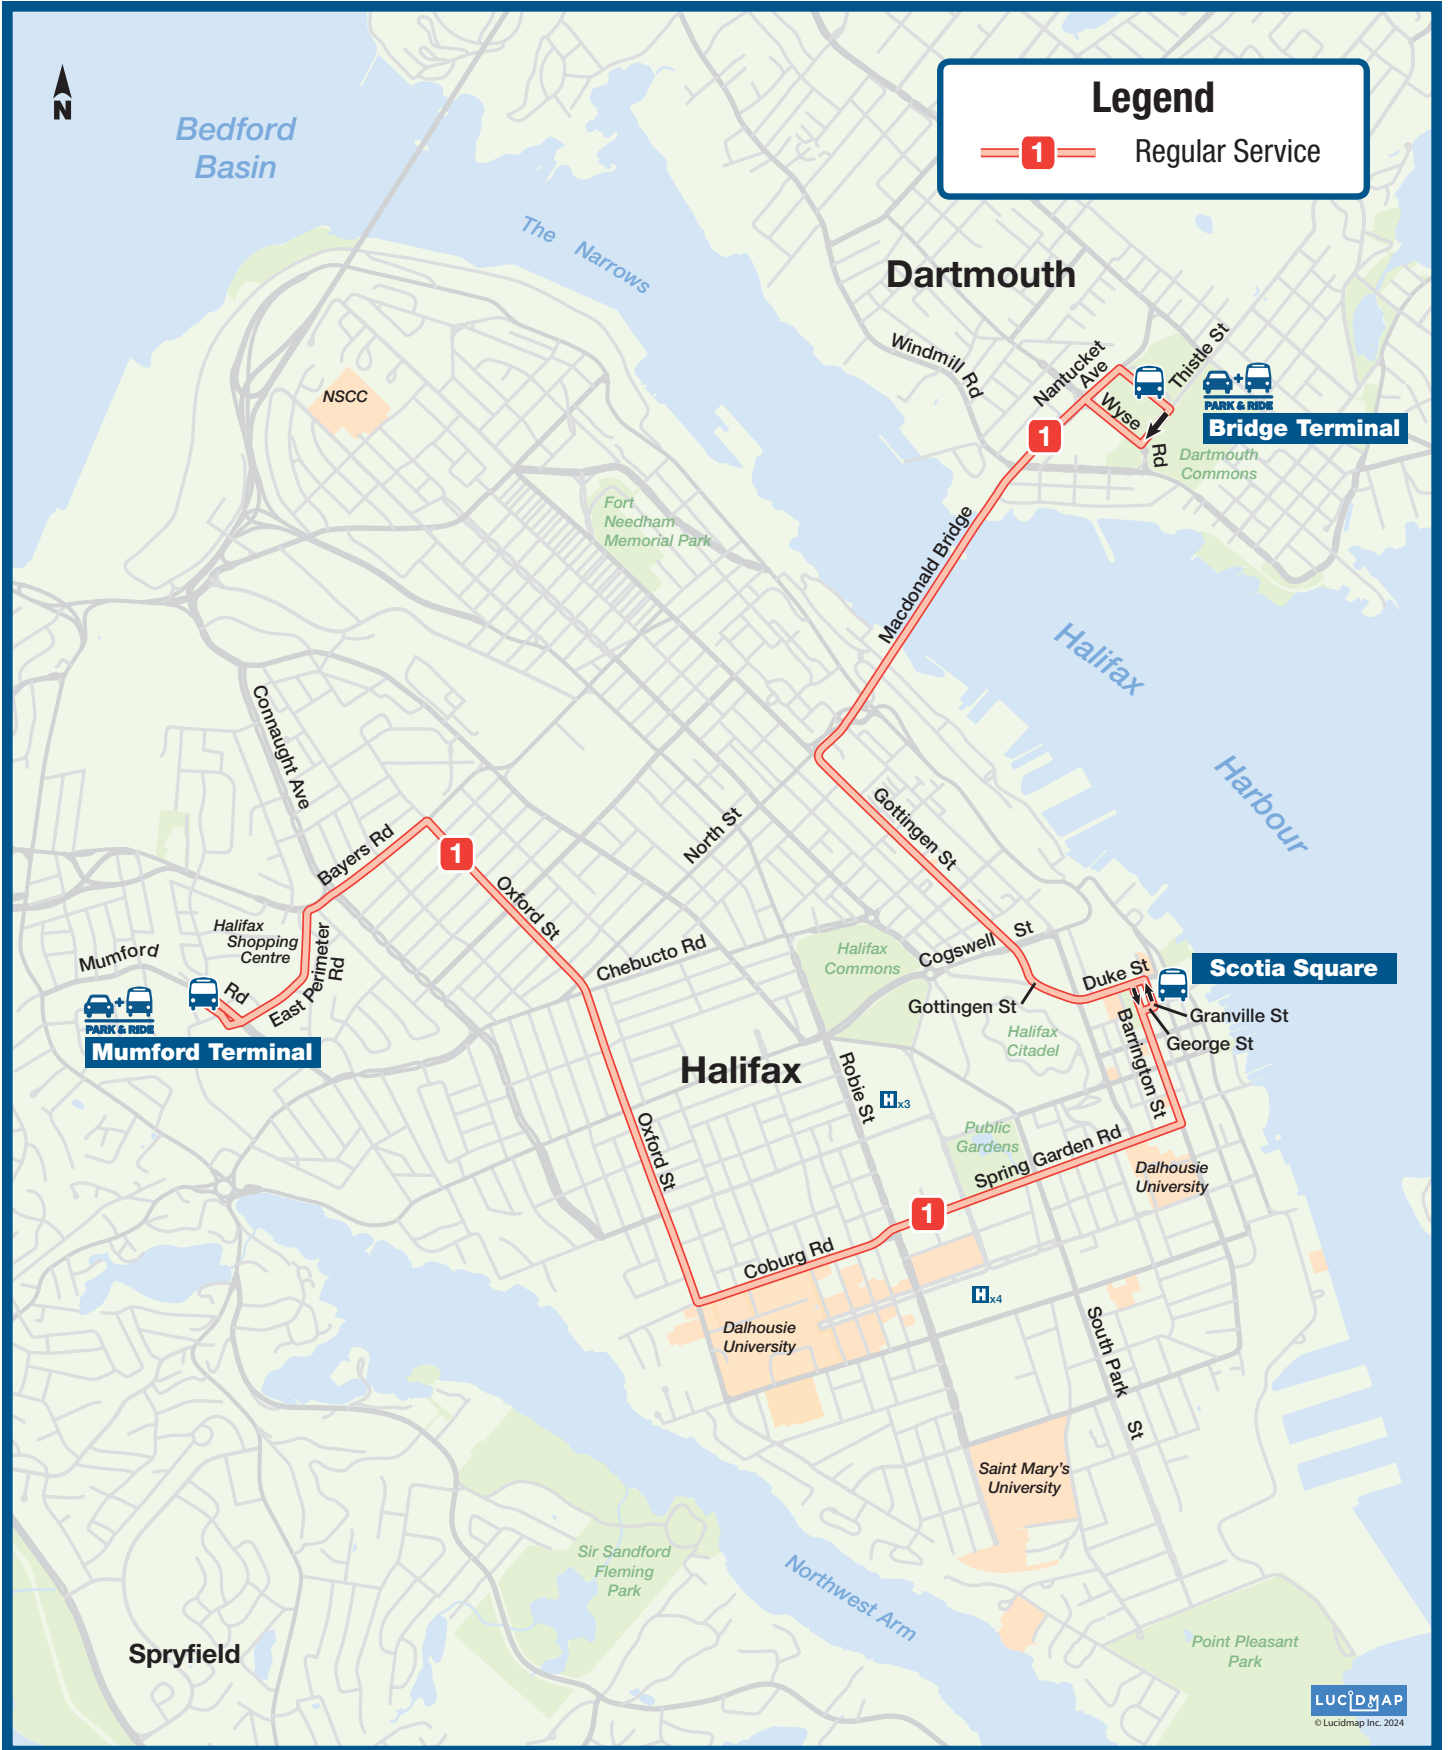 N
Bedford
Basin
The Narrows
Legend
1 Regular Service
Dartmouth
Windmill Rd
Nantucket
Ave
Thistle St
Wyse
Rd
PARK & RIDE
Bridge Terminal
1
Dartmouth
Commons
NSCC
Fort
Needham
Memorial Park
Macdonald Bridge
Halifax
Harbour
Connaught Ave
Bayers Rd
1
Oxford St
North St
Gottingen St
Halifax
Shopping
Centre
Mumford
Rd
East Perimeter
Rd
PARK & RIDE
Mumford Terminal
Chebucto Rd
Halifax
Commons
Cogswell St
Gottingen St
Duke St
Scotia Square
Granville St
George St
Barrington St
Halifax
Citadel
Halifax
Robie St
H x3
Public
Gardens
Spring Garden Rd
Oxford St
Dalhousie
University
1
Coburg Rd
H x4
Dalhousie
University
South Park St
Saint Mary's
University
Sir Sandford
Fleming
Park
Northwest Arm
Spryfield
Point Pleasant
Park
LUCIDMAP
© Lucidmap Inc. 2024